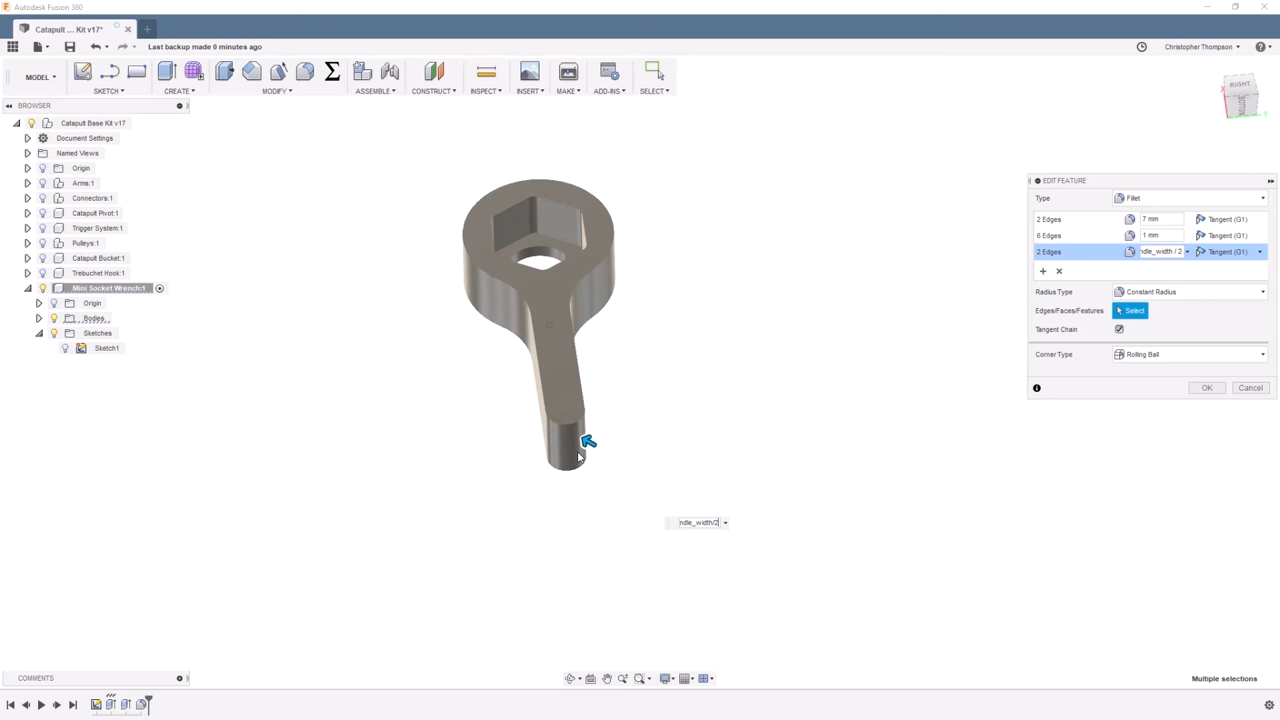 Autodesk Fusion 360
Catapult ... Kit v17*
Last backup made 0 minutes ago
Christopher Thompson
MODEL
SKETCH
CREATE
MODIFY
ASSEMBLE
CONSTRUCT
INSPECT
INSERT
MAKE
ADD-INS
SELECT
RIGHT
BOTTOM
BROWSER
Catapult Base Kit v17
Document Settings
Named Views
Origin
Arms:1
Connectors:1
Catapult Pivot:1
Trigger System:1
Pulleys:1
Catapult Bucket:1
Trebuchet Hook:1
Mini Socket Wrench:1
Origin
Bodies
Sketches
Sketch1
EDIT FEATURE
Type Fillet
2 Edges 7 mm Tangent (G1)
6 Edges 1 mm Tangent (G1)
2 Edges ndle_width / 2 Tangent (G1)
Radius Type Constant Radius
Edges/Faces/Features Select
Tangent Chain
Corner Type Rolling Ball
OK Cancel
ndle_width/2
COMMENTS
Multiple selections